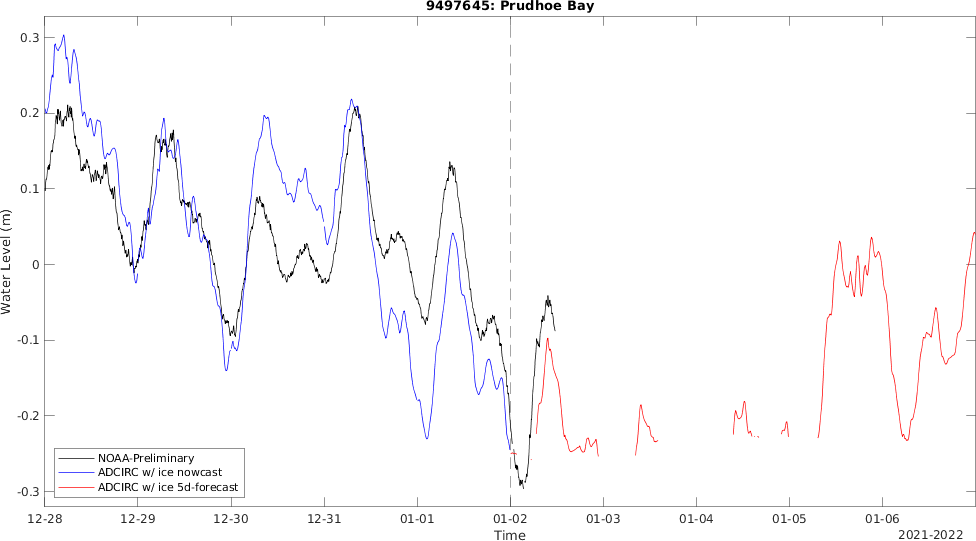 9497645: Prudhoe Bay
0.3
0.2
0.1
0
-0.1
-0.2
-0.3
Water Level (m)
NOAA-Preliminary
ADCIRC w/ ice nowcast
ADCIRC w/ ice 5d-forecast
12-28 12-29 12-30 12-31 01-01 01-02 01-03 01-04 01-05 01-06
Time
2021-2022